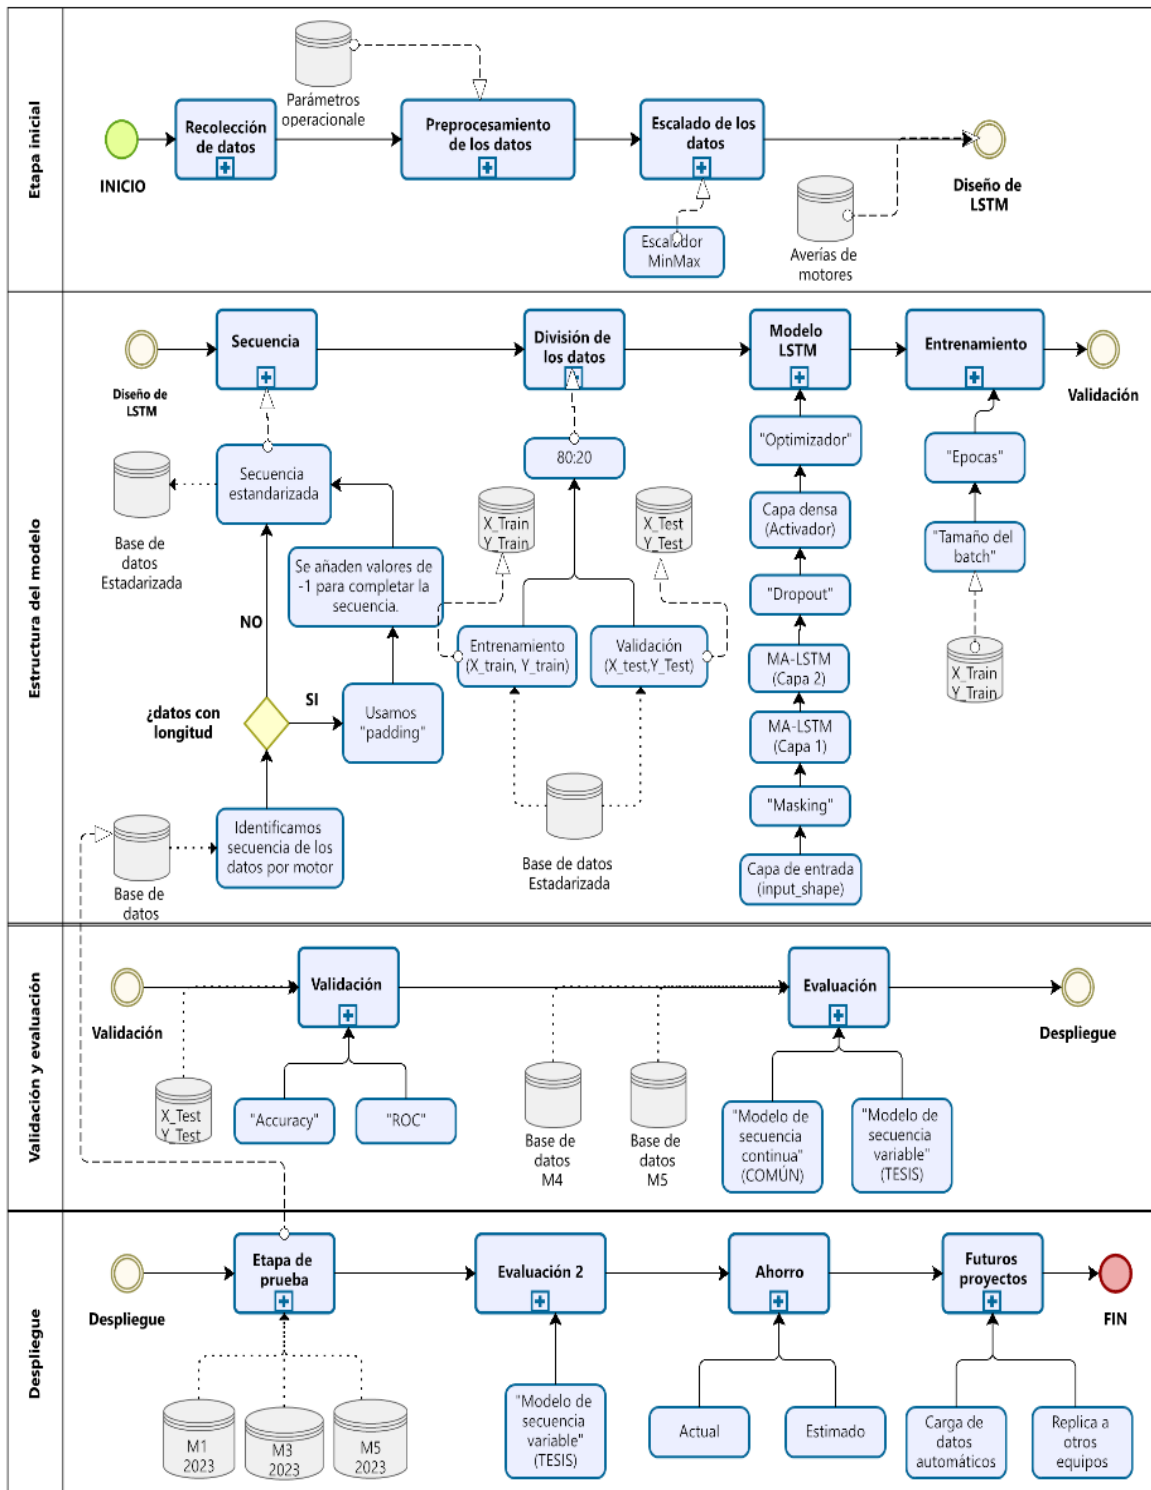 Etapa inicial
Parámetros
operacionale
Recolección
de datos
Preprocesamiento
de los datos
Escalado de los
datos
INICIO
Diseño de
LSTM
Escalador
MinMax
Averías de
motores
Estructura del modelo
Secuencia
División de
los datos
Modelo
LSTM
Entrenamiento
Diseño de
LSTM
Validación
Secuencia
estandarizada
80:20
"Optimizador"
"Epocas"
Base de
datos
Estadarizada
X_Train
Y_Train
X_Test
Y_Test
Capa densa
(Activador)
"Tamaño del
batch"
Se añaden valores de
-1 para completar la
secuencia.
"Dropout"
NO
Entrenamiento
(X_train, Y_train)
Validación
(X_test,Y_Test)
MA-LSTM
(Capa 2)
X_Train
Y_Train
¿datos con
longitud
SI
Usamos
"padding"
MA-LSTM
(Capa 1)
"Masking"
Identificamos
secuencia de los
datos por motor
Base de datos
Estadarizada
Capa de entrada
(input_shape)
Base de
datos
Validación y evaluación
Validación
Evaluación
Validación
Despliegue
X_Test
Y_Test
"Accuracy"
"ROC"
Base de
datos
M4
Base de
datos
M5
"Modelo de
secuencia
continua"
(COMÚN)
"Modelo de
secuencia
variable"
(TESIS)
Despliegue
Etapa de
prueba
Evaluación 2
Ahorro
Futuros
proyectos
Despliegue
FIN
M1
2023
M3
2023
M5
2023
"Modelo de
secuencia
variable"
(TESIS)
Actual
Estimado
Carga de
datos
automáticos
Replica a
otros
equipos